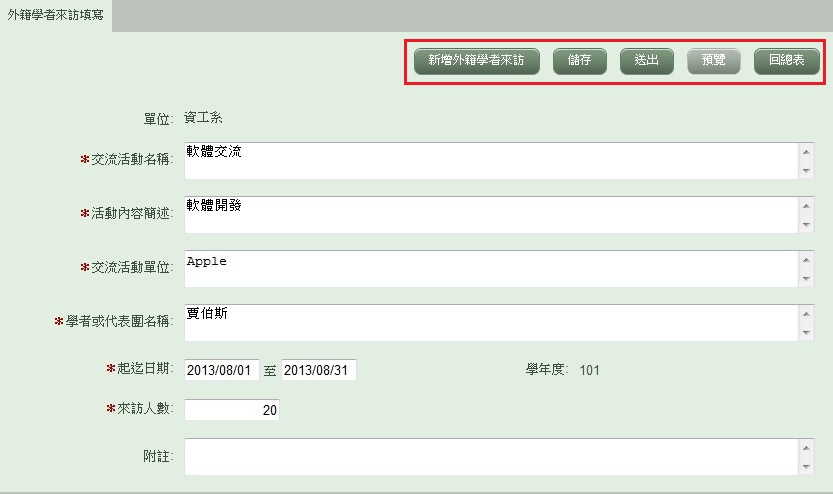 外籍學者來訪填寫
新增外籍學者來訪 儲存 送出 預覽 回總表
單位: 資工系
*交流活動名稱: 軟體交流
*活動內容簡述: 軟體開發
*交流活動單位: Apple
*學者或代表團名稱: 賈伯斯
*起迄日期: 2013/08/01 至 2013/08/31 學年度: 101
*來訪人數: 20
附註: